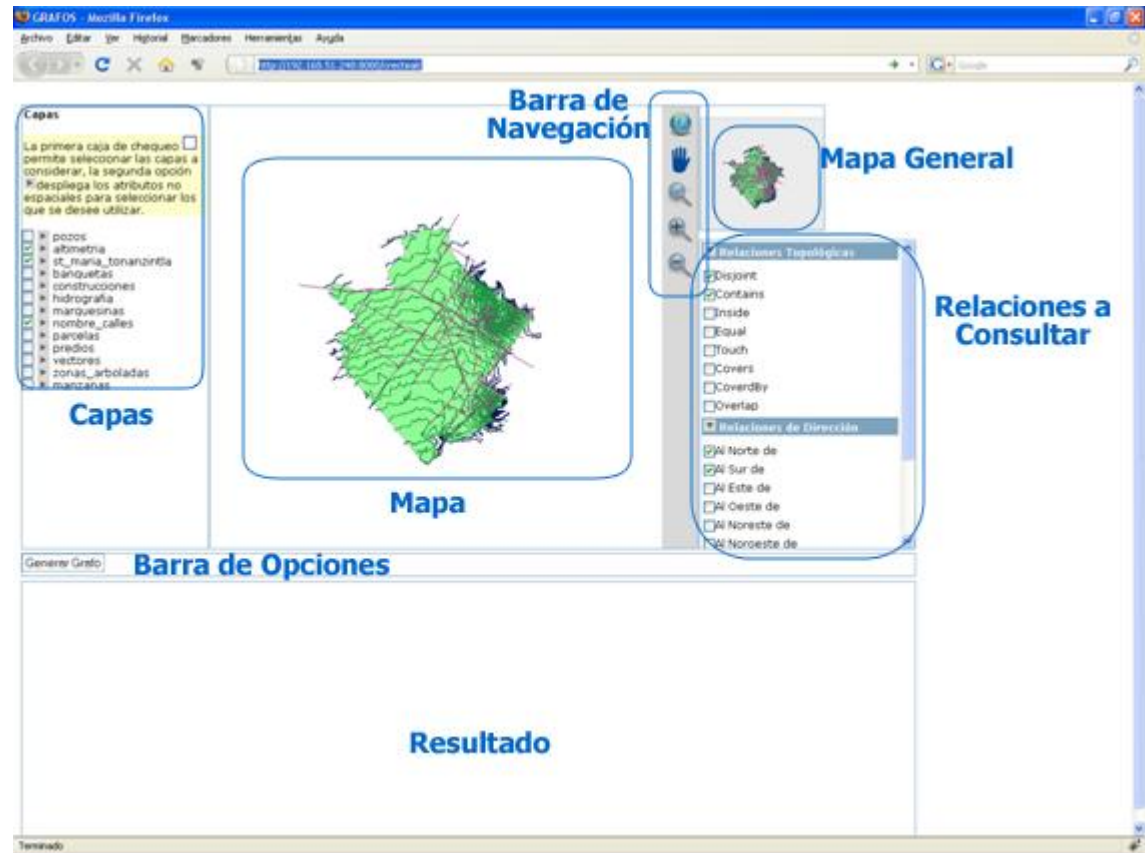 GRAFOS - Mozilla Firefox
Archivo Editar Ver Historial Marcadores Herramientas Ayuda
Google
Capas
La primera caja de chequeo
permite seleccionar las capas a
considerar, la segunda opción
despliega los atributos no
espaciales para seleccionar los
que se desee utilizar.
pozos
altimetria
st_maria_tonanzintla
banquetas
construcciones
hidrografia
marquesinas
nombre_calles
parcelas
predios
vectores
zonas_arboladas
manzanas
Capas
Mapa
Barra de
Navegación
Mapa General
Relaciones Topológicas
Disjoint
Contains
Inside
Equal
Touch
Covers
CoverdBy
Overlap
Relaciones de Dirección
Al Norte de
Al Sur de
Al Este de
Al Oeste de
Al Noreste de
Al Noroeste de
Relaciones a
Consultar
Generar Grafo
Barra de Opciones
Resultado
Terminado